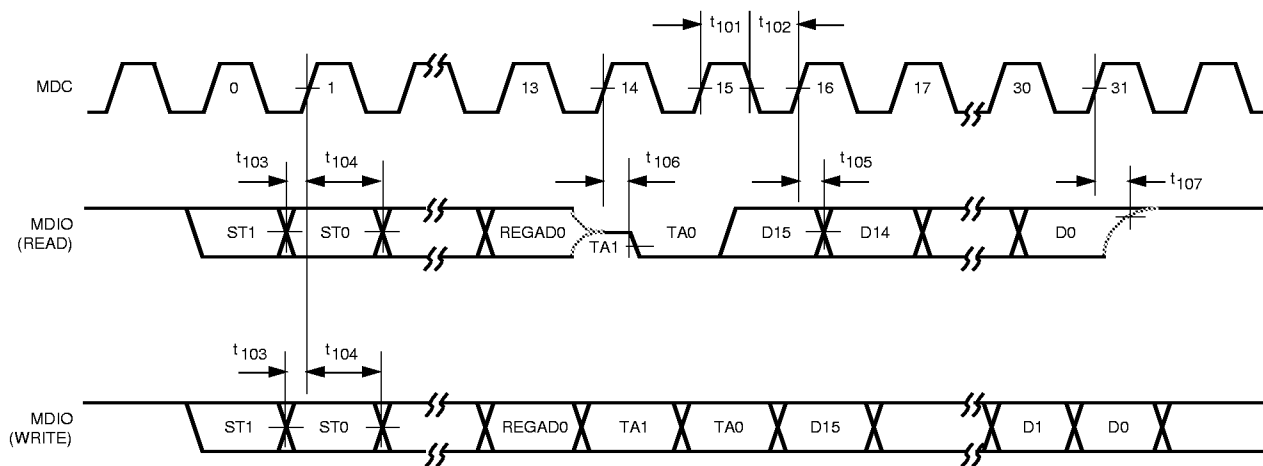 t101 t102
MDC 0 1 13 14 15 16 17 30 31
t103 t104 t106 t105 t107
MDIO
(READ) ST1 ST0 REGAD0 TA1 TA0 D15 D14 D0
t103 t104
MDIO
(WRITE) ST1 ST0 REGAD0 TA1 TA0 D15 D1 D0